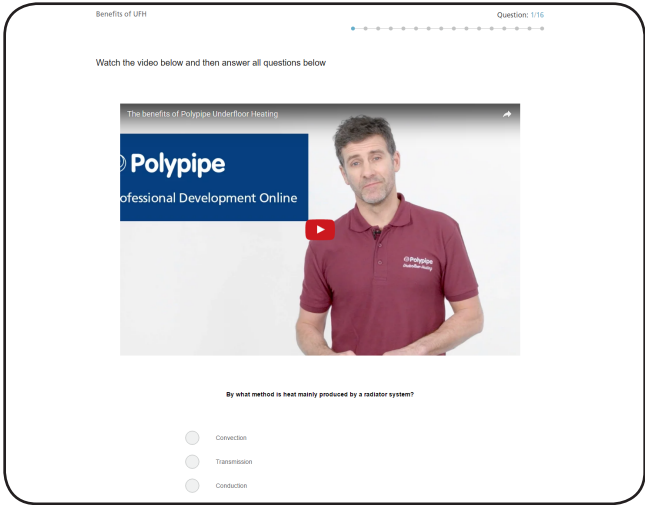 Benefits of UFH
Question: 1/16
Watch the video below and then answer all questions below
The benefits of Polypipe Underfloor Heating
Polypipe
ofessional Development Online
Polypipe
Underfloor Heating
By what method is heat mainly produced by a radiator system?
Convection
Transmission
Conduction